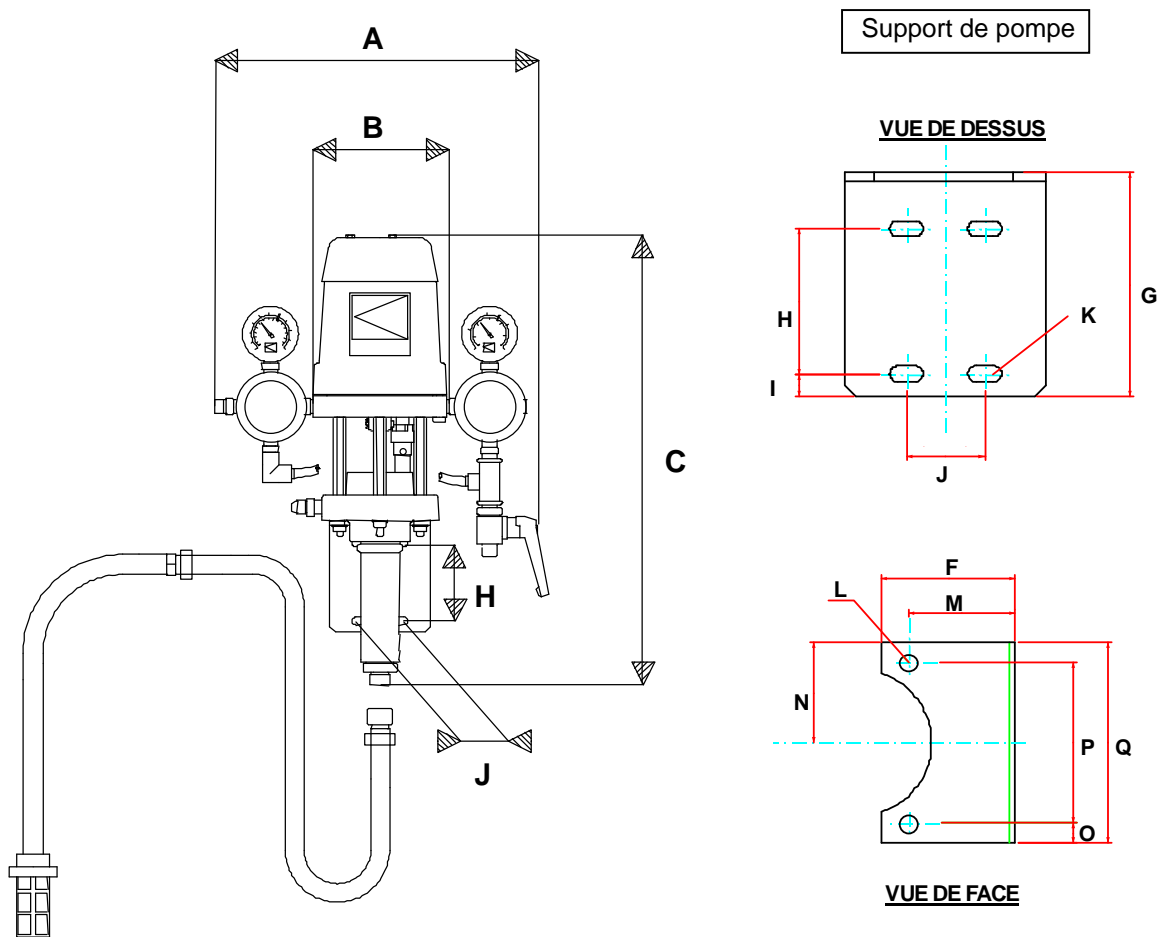 A
B
C
H
J
Support de pompe
VUE DE DESSUS
H
I
G
K
J
F
L
M
N
P
Q
O
VUE DE FACE